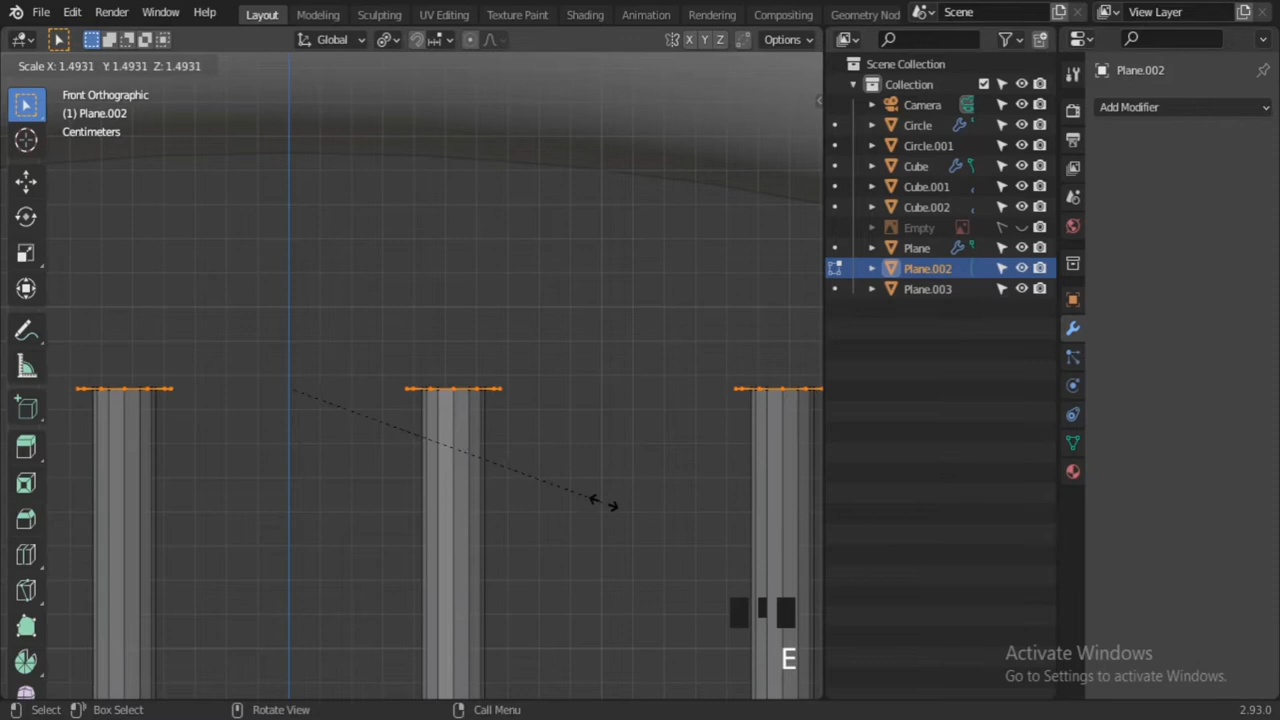 File Edit Render Window Help Layout Modeling Sculpting UV Editing Texture Paint Shading Animation Rendering Compositing Geometry Nod Scene View Layer
Global X Y Z Options
Scale X: 1.4931 Y: 1.4931 Z: 1.4931
Front Orthographic
(1) Plane.002
Centimeters
Scene Collection
Collection
Camera
Circle
Circle.001
Cube
Cube.001
Cube.002
Empty
Plane
Plane.002
Plane.003
Plane.002
Add Modifier
E
Activate Windows
Go to Settings to activate Windows.
Select Box Select Rotate View Call Menu 2.93.0